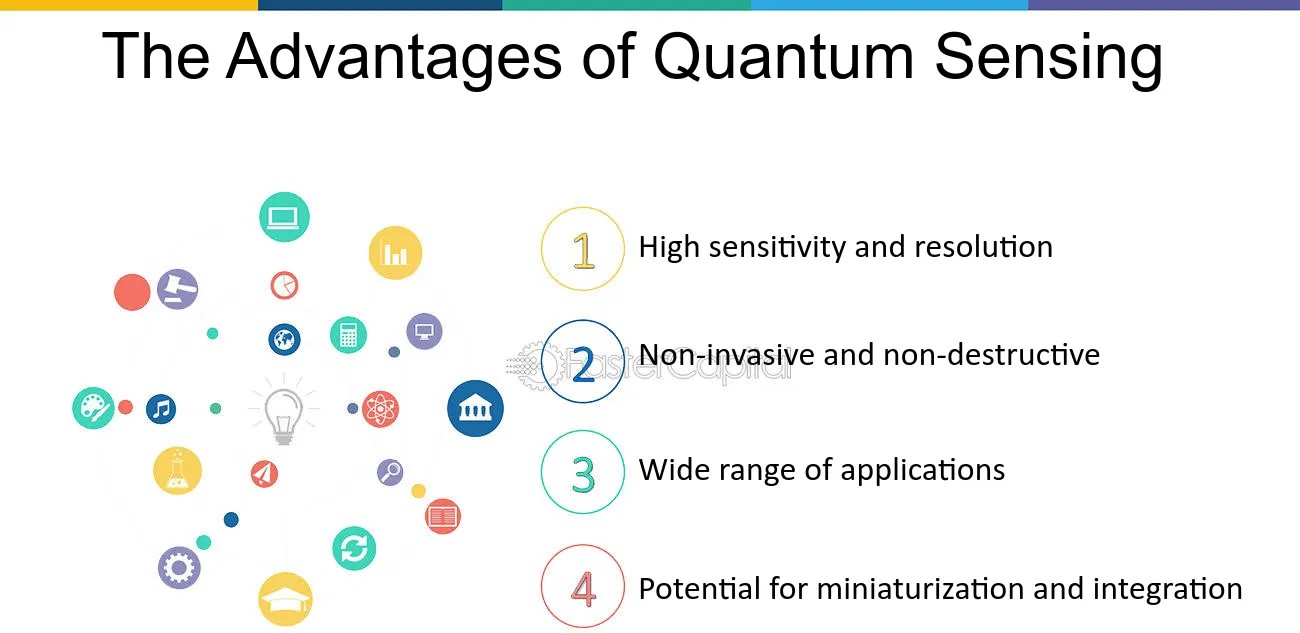 The Advantages of Quantum Sensing
1
High sensitivity and resolution
2
Non-invasive and non-destructive
FasterCapital
3
Wide range of applications
4
Potential for miniaturization and integration